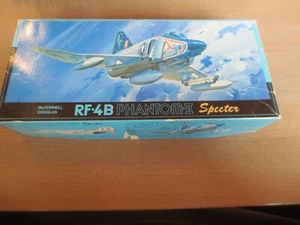 McDONNELL
DOUGLAS
RF-4B PHANTOM II Specter